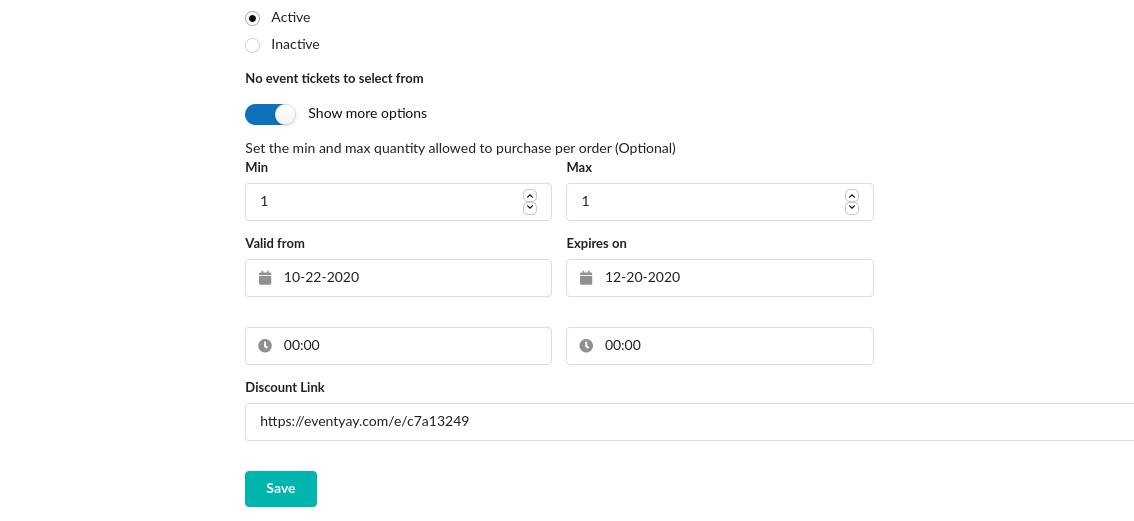 Active
Inactive
No event tickets to select from
Show more options
Set the min and max quantity allowed to purchase per order (Optional)
Min Max
1 1
Valid from Expires on
10-22-2020 12-20-2020
00:00 00:00
Discount Link
https://eventyay.com/e/c7a13249
Save